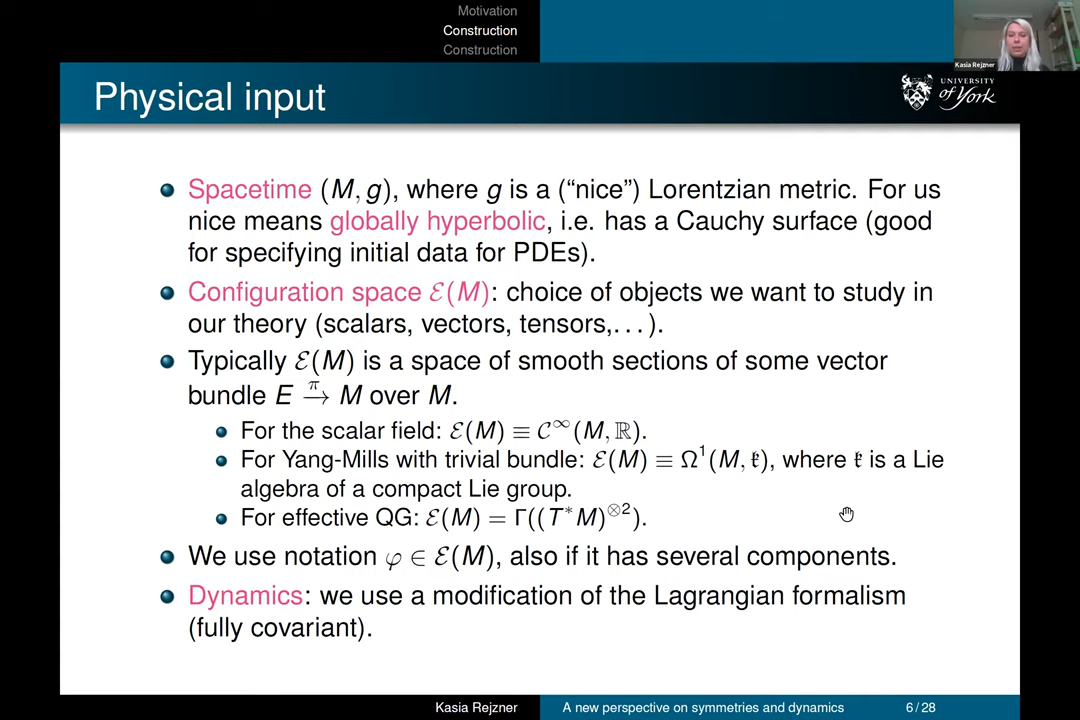 Motivation
Construction
Construction
Kasia Rejzner
Physical input
UNIVERSITY
of York
Spacetime (M, g), where g is a (“nice”) Lorentzian metric. For us
nice means globally hyperbolic, i.e. has a Cauchy surface (good
for specifying initial data for PDEs).
Configuration space ℰ(M): choice of objects we want to study in
our theory (scalars, vectors, tensors,. . . ).
Typically ℰ(M) is a space of smooth sections of some vector
bundle E →^π M over M.
For the scalar field: ℰ(M) ≡ 𝒞^∞(M, ℝ).
For Yang-Mills with trivial bundle: ℰ(M) ≡ Ω¹(M, 𝔨), where 𝔨 is a Lie
algebra of a compact Lie group.
For effective QG: ℰ(M) = Γ((T*M)^⊗2).
We use notation φ ∈ ℰ(M), also if it has several components.
Dynamics: we use a modification of the Lagrangian formalism
(fully covariant).
Kasia Rejzner A new perspective on symmetries and dynamics 6 / 28